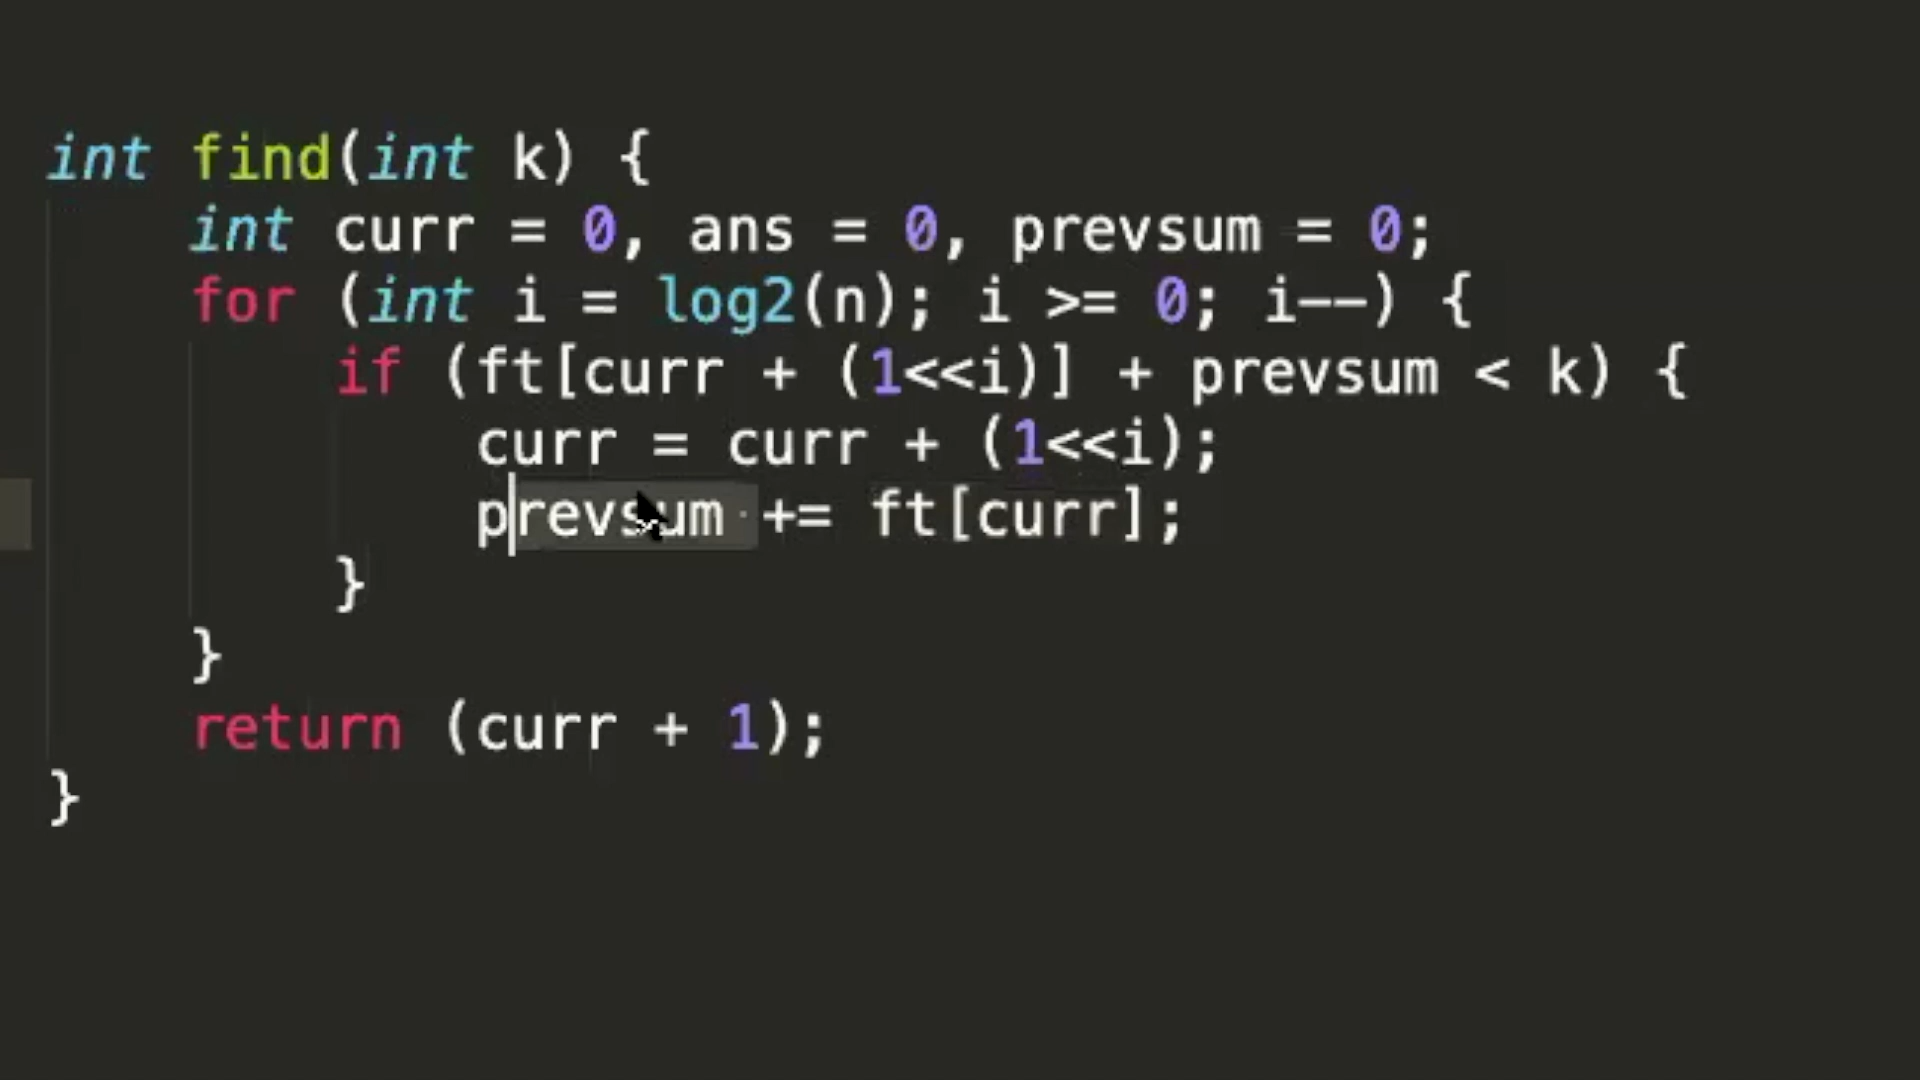 int find(int k) {
int curr = 0, ans = 0, prevsum = 0;
for (int i = log2(n); i >= 0; i--) {
if (ft[curr + (1<<i)] + prevsum < k) {
curr = curr + (1<<i);
prevsum += ft[curr];
}
}
return (curr + 1);
}